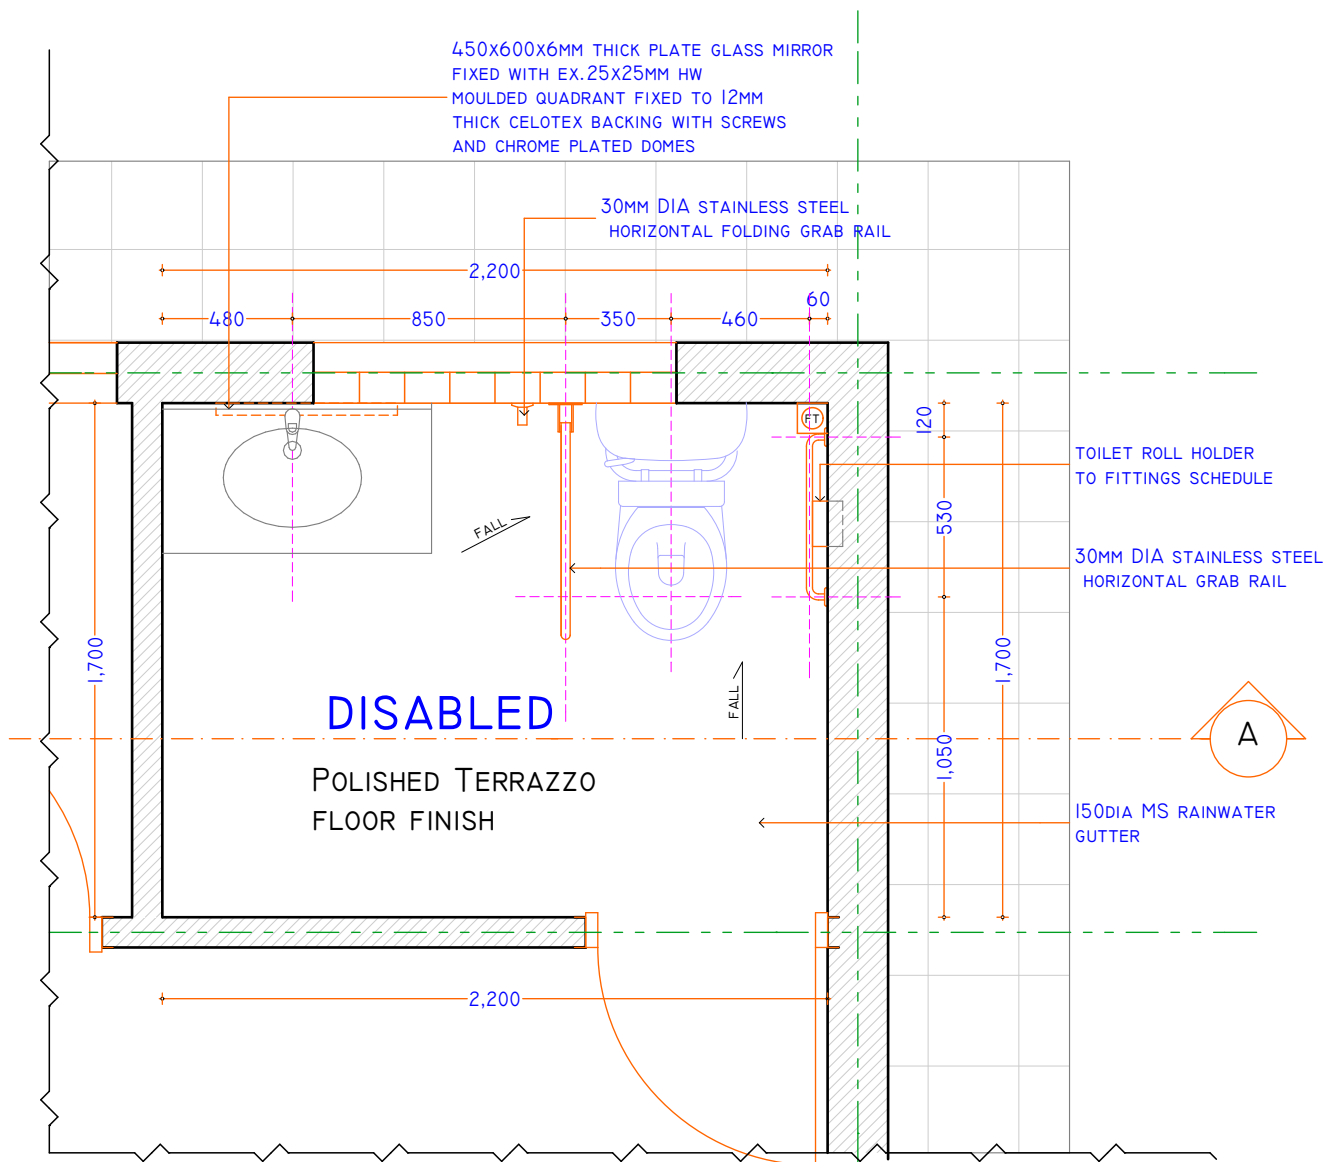 450X600X6MM THICK PLATE GLASS MIRROR
FIXED WITH EX.25X25MM HW
MOULDED QUADRANT FIXED TO 12MM
THICK CELOTEX BACKING WITH SCREWS
AND CHROME PLATED DOMES
30MM DIA STAINLESS STEEL
HORIZONTAL FOLDING GRAB RAIL
2,200
60
480
850
350
460
FT
120
TOILET ROLL HOLDER
TO FITTINGS SCHEDULE
530
FALL
30MM DIA STAINLESS STEEL
HORIZONTAL GRAB RAIL
1,700
1,700
FALL
DISABLED
A
1,050
POLISHED TERRAZZO
FLOOR FINISH
150DIA MS RAINWATER
GUTTER
2,200